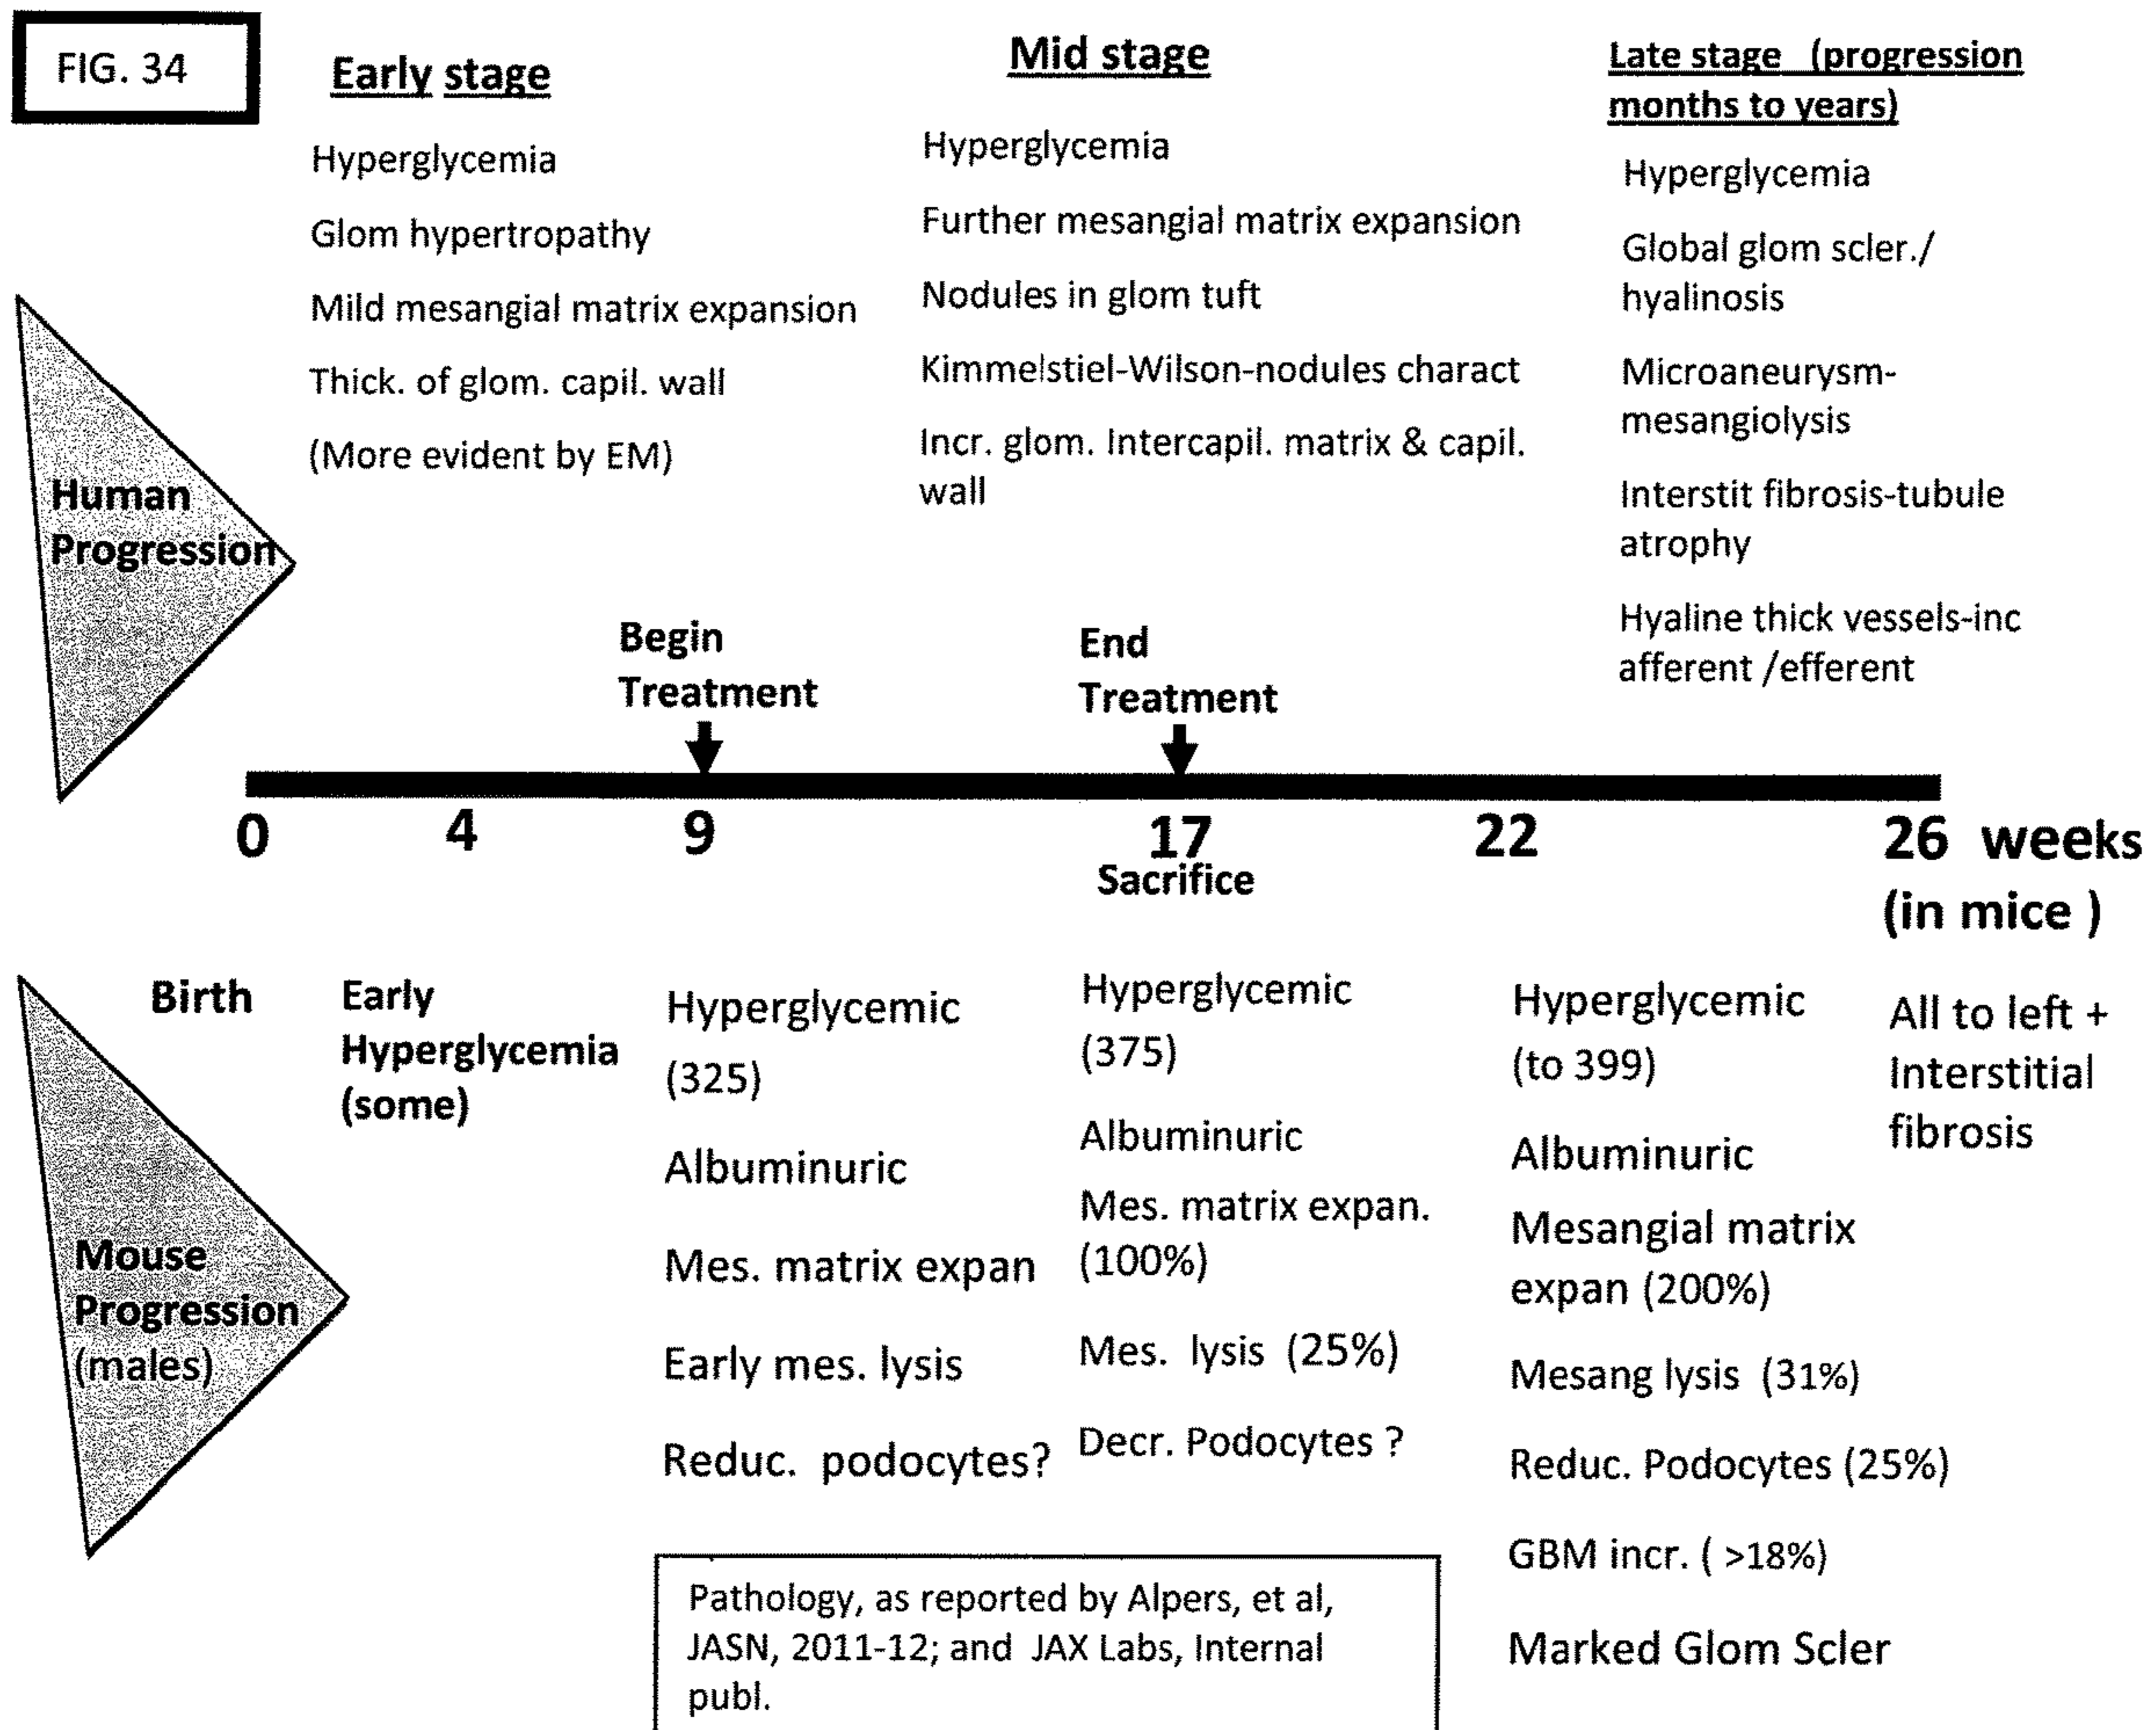 FIG. 34
Early stage
Hyperglycemia
Glom hypertropathy
Mild mesangial matrix expansion
Thick. of glom. capil. wall
(More evident by EM)
Mid stage
Hyperglycemia
Further mesangial matrix expansion
Nodules in glom tuft
Kimmelstiel-Wilson-nodules charact
Incr. glom. Intercapil. matrix & capil.
wall
Late stage (progression
months to years)
Hyperglycemia
Global glom scler./
hyalinosis
Microaneurysm-
mesangiolysis
Interstit fibrosis-tubule
atrophy
Hyaline thick vessels-inc
afferent /efferent
Human
Progression
Begin
Treatment
End
Treatment
0 4 9 17 22 26 weeks
Sacrifice
(in mice )
Mouse
Progression
(males)
Birth
Early
Hyperglycemia
(some)
Hyperglycemic
(325)
Albuminuric
Mes. matrix expan
Early mes. lysis
Reduc. podocytes?
Hyperglycemic
(375)
Albuminuric
Mes. matrix expan.
(100%)
Mes. lysis (25%)
Decr. Podocytes ?
Hyperglycemic
(to 399)
Albuminuric
Mesangial matrix
expan (200%)
Mesang lysis (31%)
Reduc. Podocytes (25%)
GBM incr. ( >18%)
Marked Glom Scler
All to left +
Interstitial
fibrosis
Pathology, as reported by Alpers, et al,
JASN, 2011-12; and JAX Labs, Internal
publ.